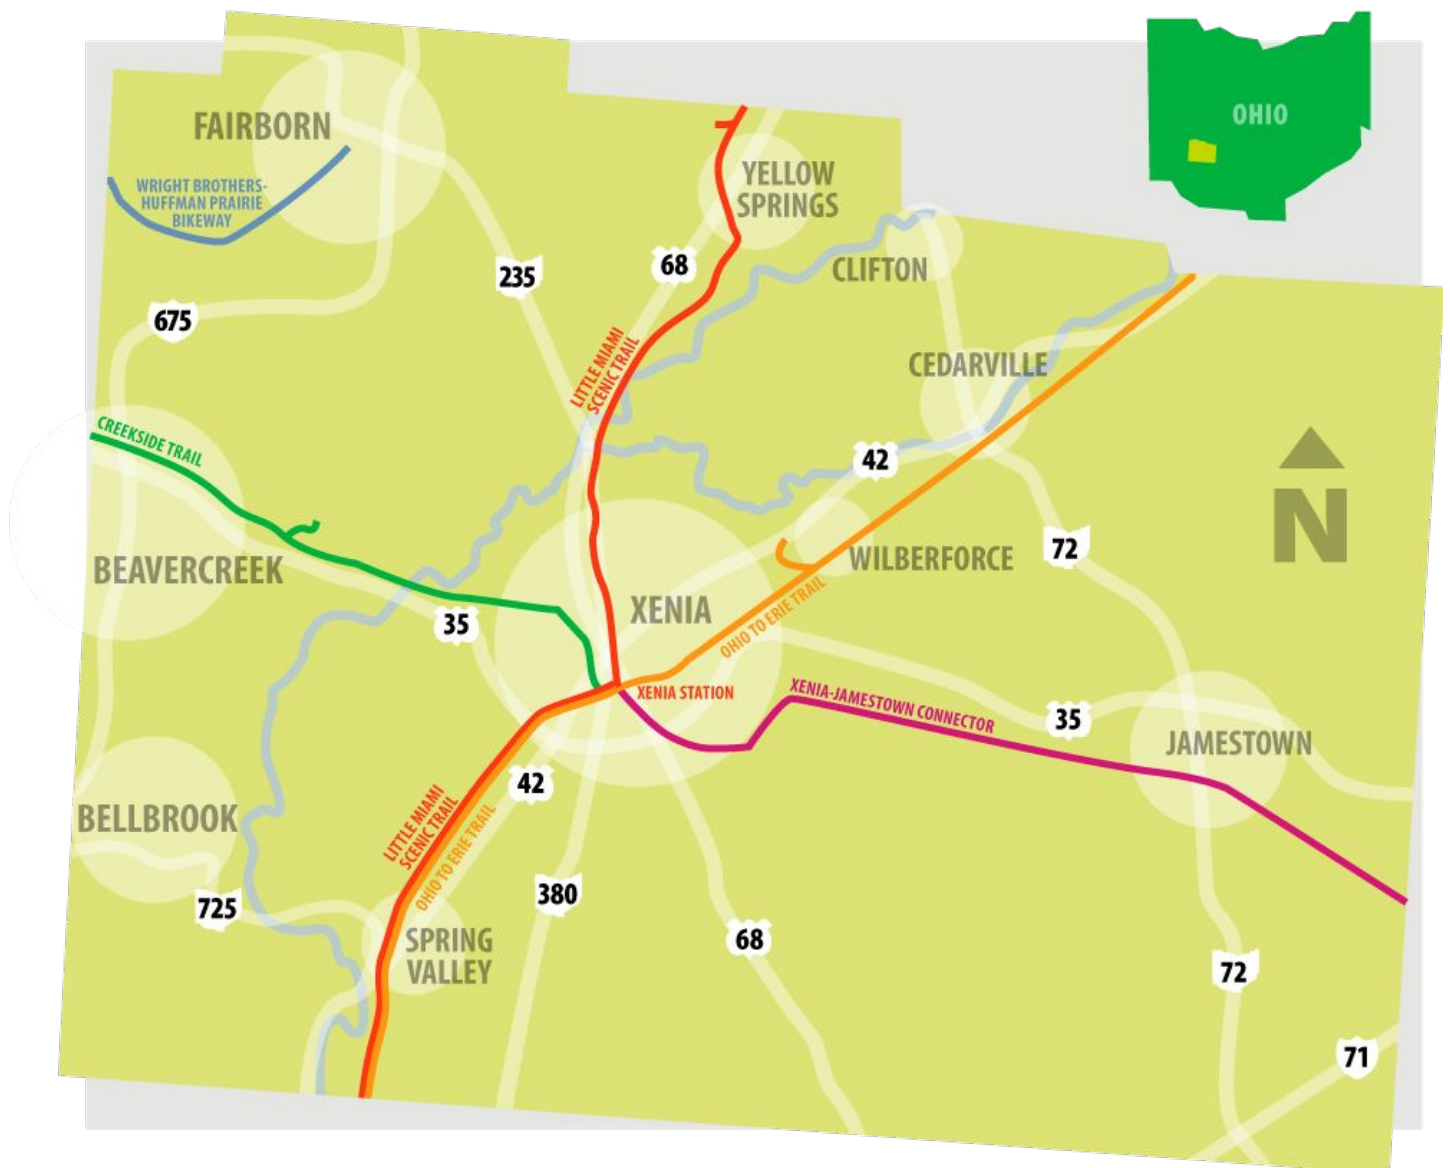 OHIO
FAIRBORN
WRIGHT BROTHERS-
HUFFMAN PRAIRIE
BIKEWAY
YELLOW
SPRINGS
235
68
CLIFTON
675
LITTLE MIAMI
SCENIC TRAIL
CEDARVILLE
CREEKSIDE TRAIL
42
N
BEAVERCREEK
WILBERFORCE
72
35
XENIA
OHIO TO ERIE TRAIL
XENIA STATION
XENIA-JAMESTOWN CONNECTOR
35
JAMESTOWN
42
BELLBROOK
LITTLE MIAMI
SCENIC TRAIL
OHIO TO ERIE TRAIL
725
380
SPRING
VALLEY
68
72
71